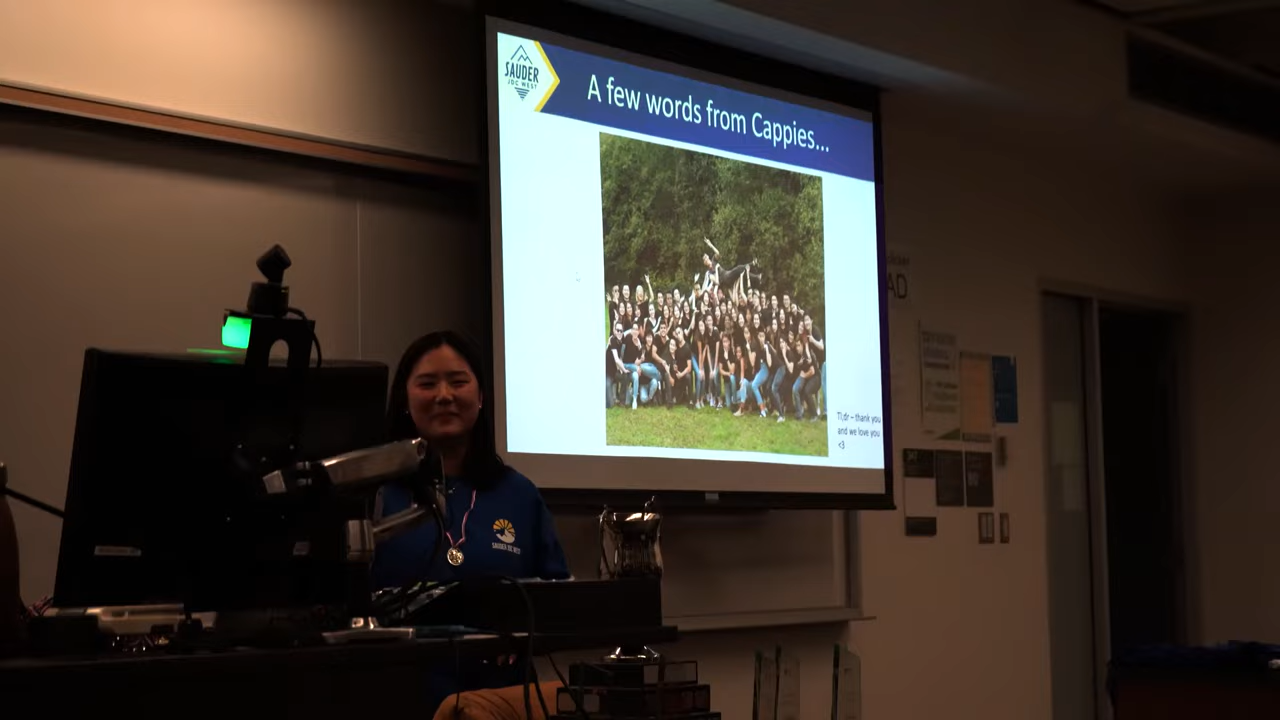 SAUDER
JDC WEST
A few words from Cappies...
Tl;dr – thank you
and we love you
<3
SAUDER JDC WEST
AD